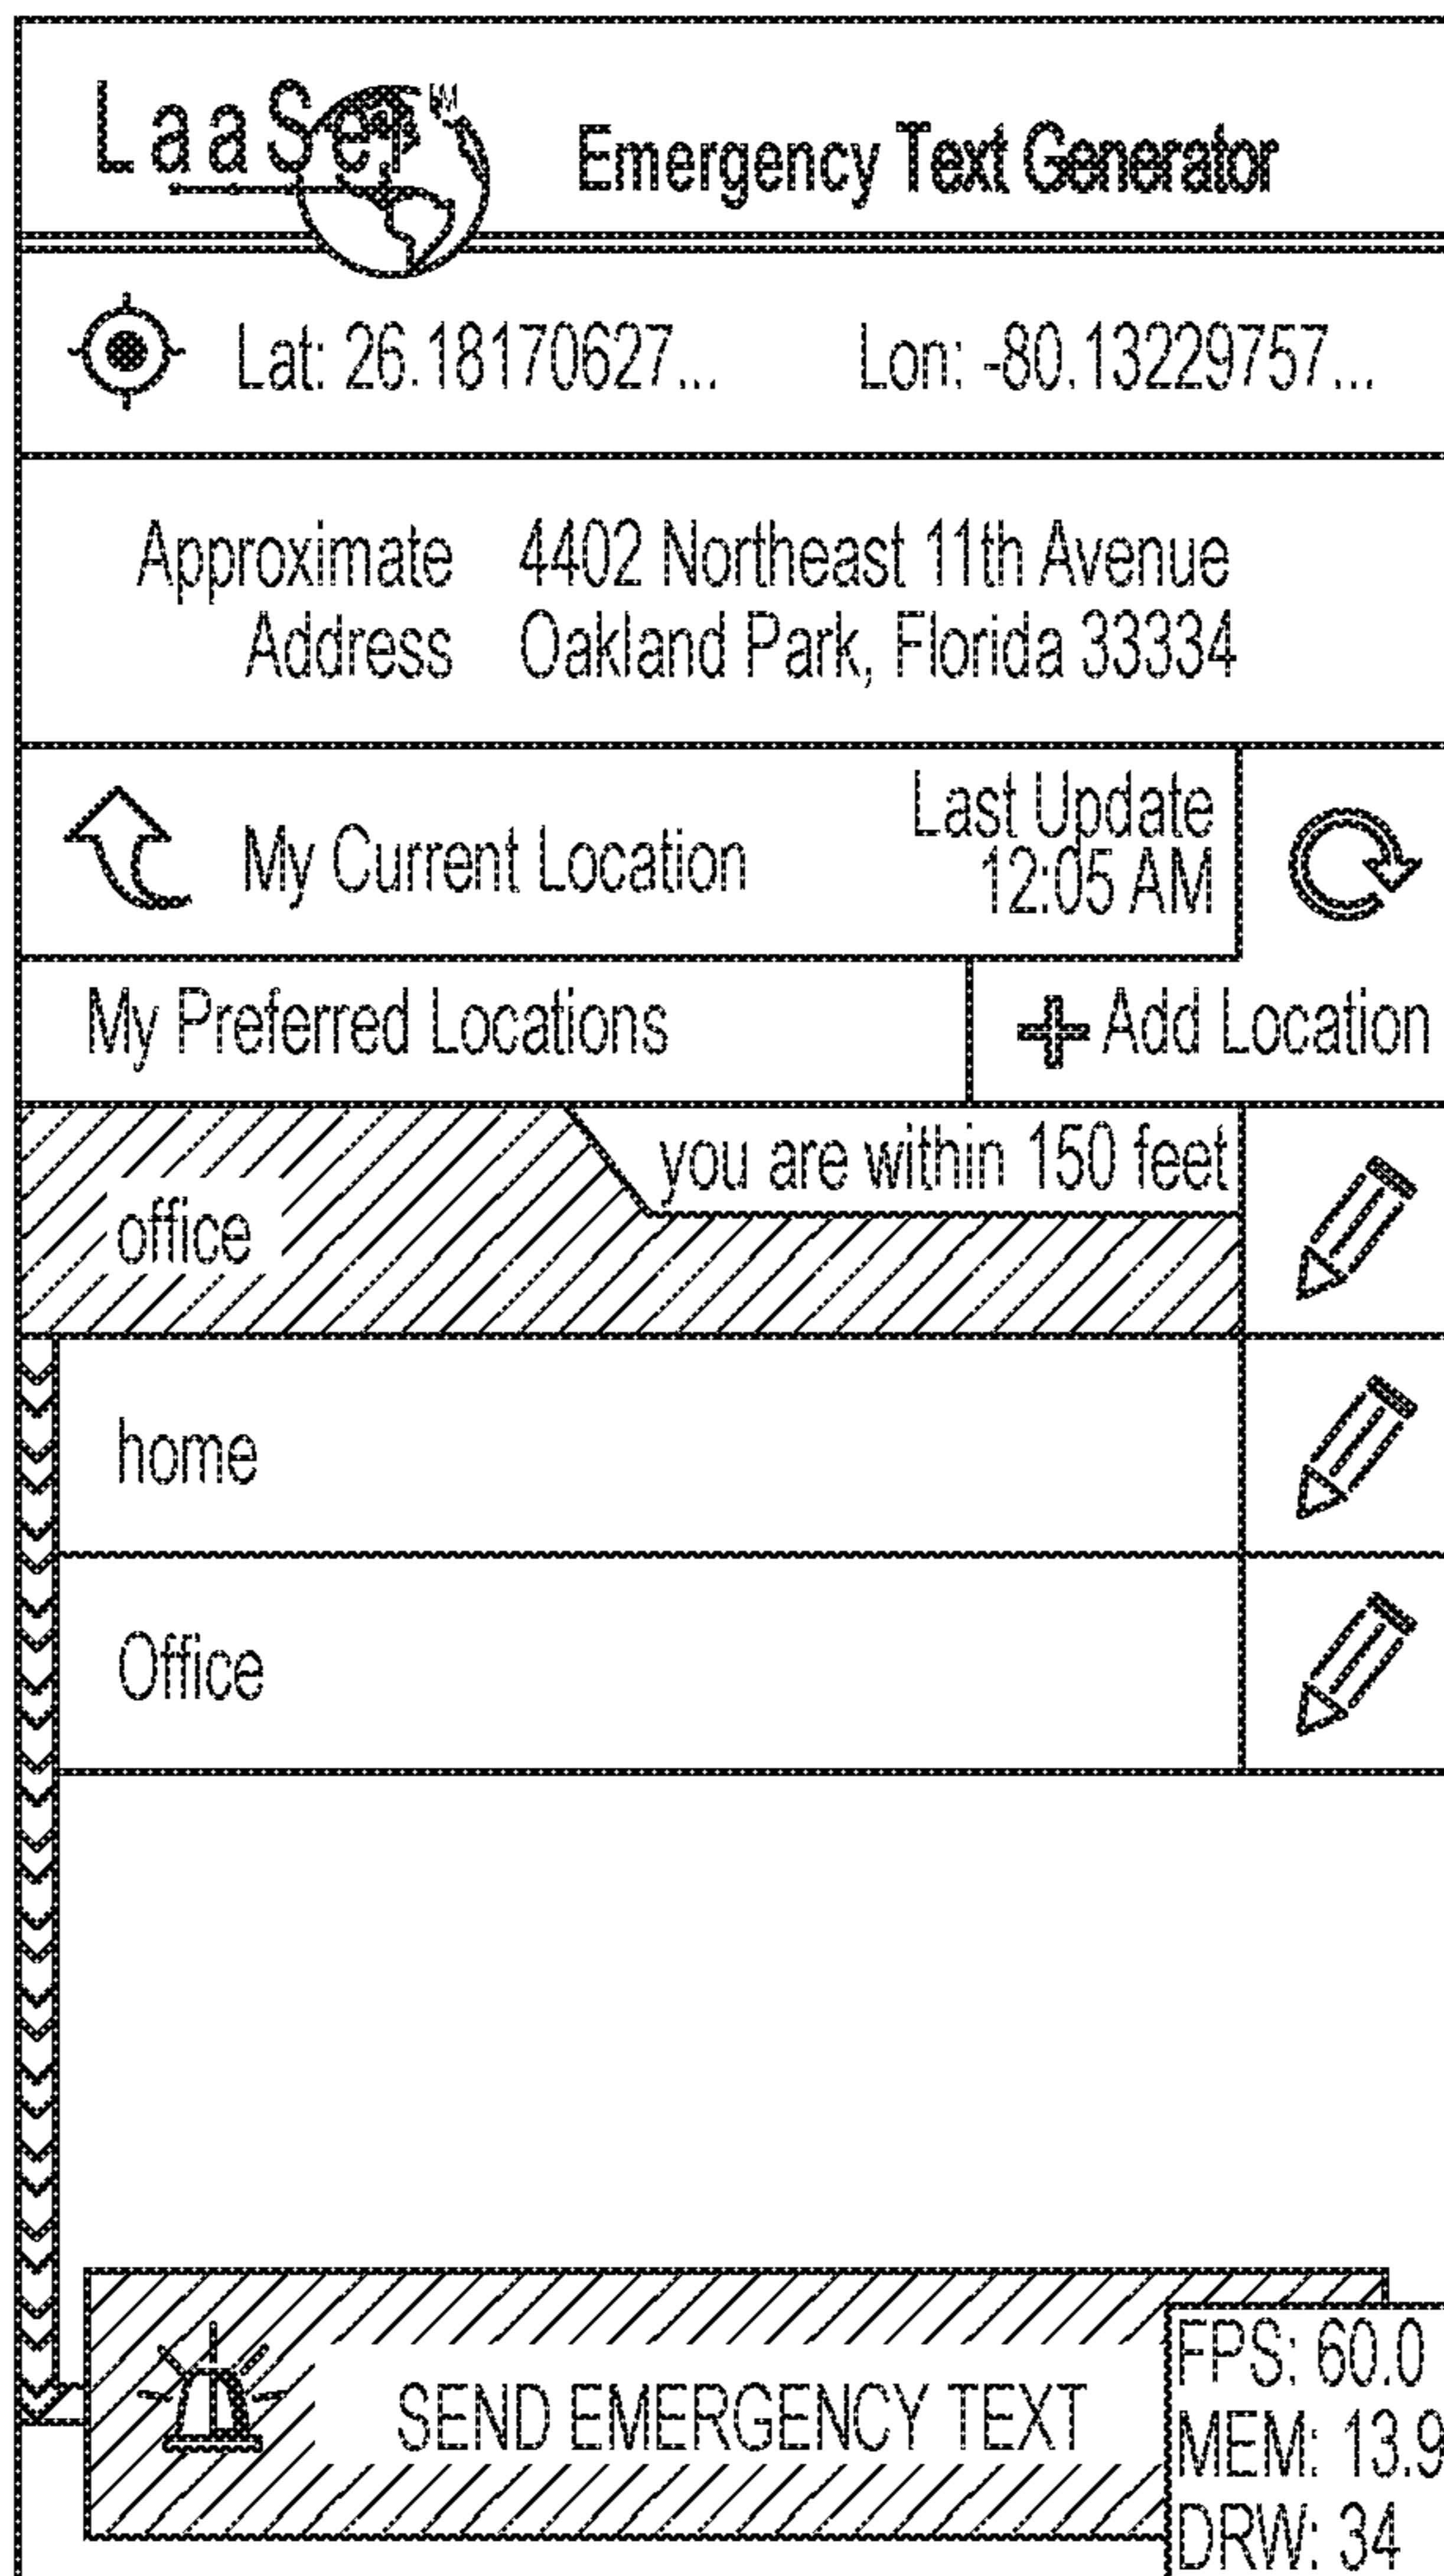 LaaSer™
Emergency Text Generator
Lat: 26.18170627... Lon: -80.13229757...
Approximate 4402 Northeast 11th Avenue
Address Oakland Park, Florida 33334
My Current Location
Last Update
12:05 AM
My Preferred Locations
Add Location
you are within 150 feet
office
home
Office
SEND EMERGENCY TEXT
FPS: 60.0
MEM: 13.9
DRW: 34